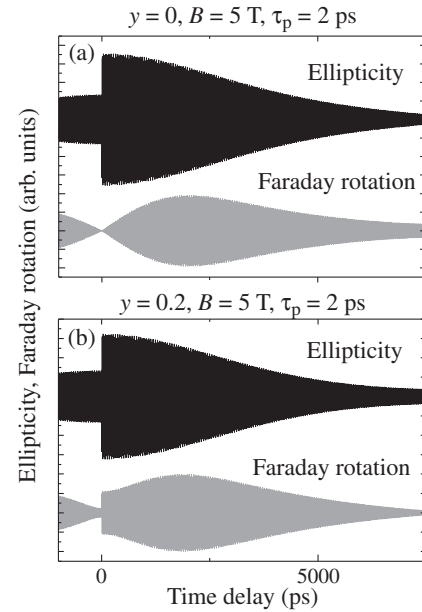 y = 0, B = 5 T, τp = 2 ps
(a)
Ellipticity
Faraday rotation
y = 0.2, B = 5 T, τp = 2 ps
(b)
Ellipticity
Faraday rotation
0
5000
Time delay (ps)
Ellipticity, Faraday rotation (arb. units)